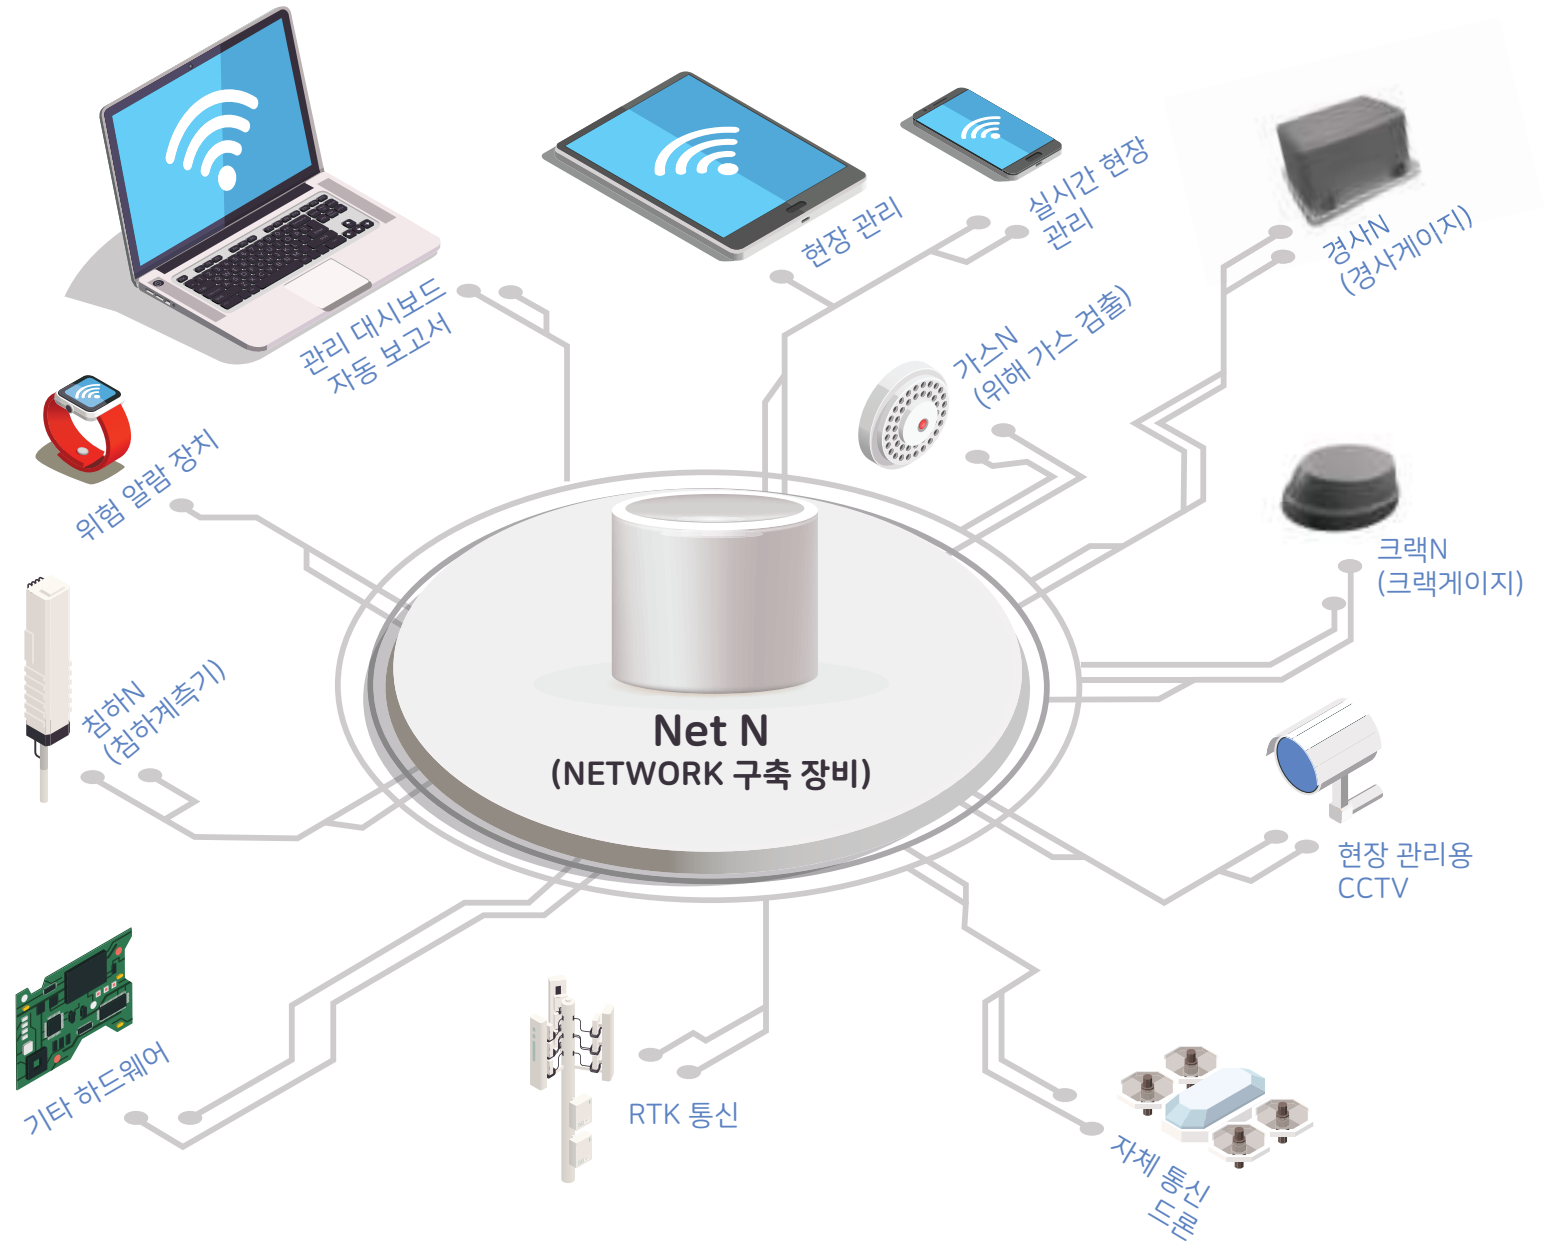 현장 관리
실시간 현장
관리
경사N
(경사게이지)
관리 대시보드
자동 보고서
가스N
(위해 가스 검출)
위험 알람 장치
크랙N
(크랙게이지)
침하N
(침하계측기)
Net N
(NETWORK 구축 장비)
현장 관리용
CCTV
기타 하드웨어
RTK 통신
자체 통신
드론